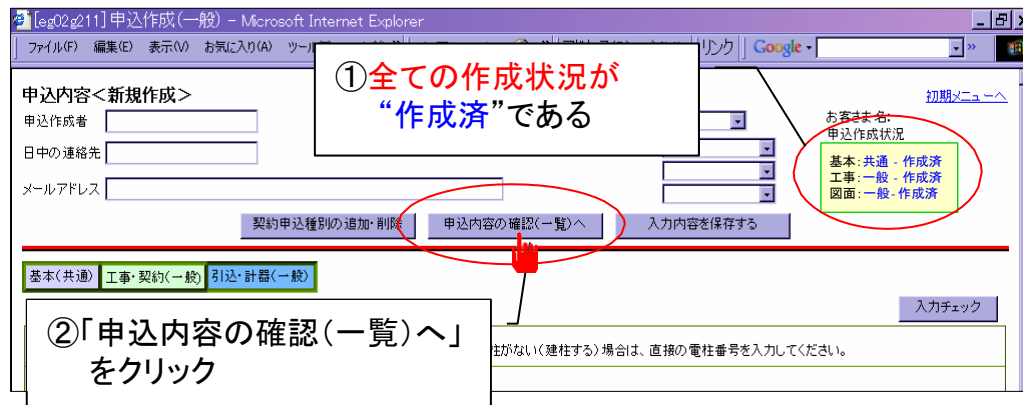 [eg02g211]申込作成(一般) - Microsoft Internet Explorer
ファイル(F) 編集(E) 表示(V) お気に入り(A) リンク Google
①全ての作成状況が
“作成済”である
申込内容<新規作成>
初期メニューへ
申込作成者
お客さま名:
申込作成状況
日中の連絡先
基本:共通 - 作成済
工事:一般 - 作成済
図面:一般-作成済
メールアドレス
契約申込種別の追加・削除 申込内容の確認(一覧)へ 入力内容を保存する
基本(共通) 工事・契約(一般) 引込・計器(一般)
入力チェック
②「申込内容の確認(一覧)へ」
をクリック
がない(建柱する)場合は、直接の電柱番号を入力してください。